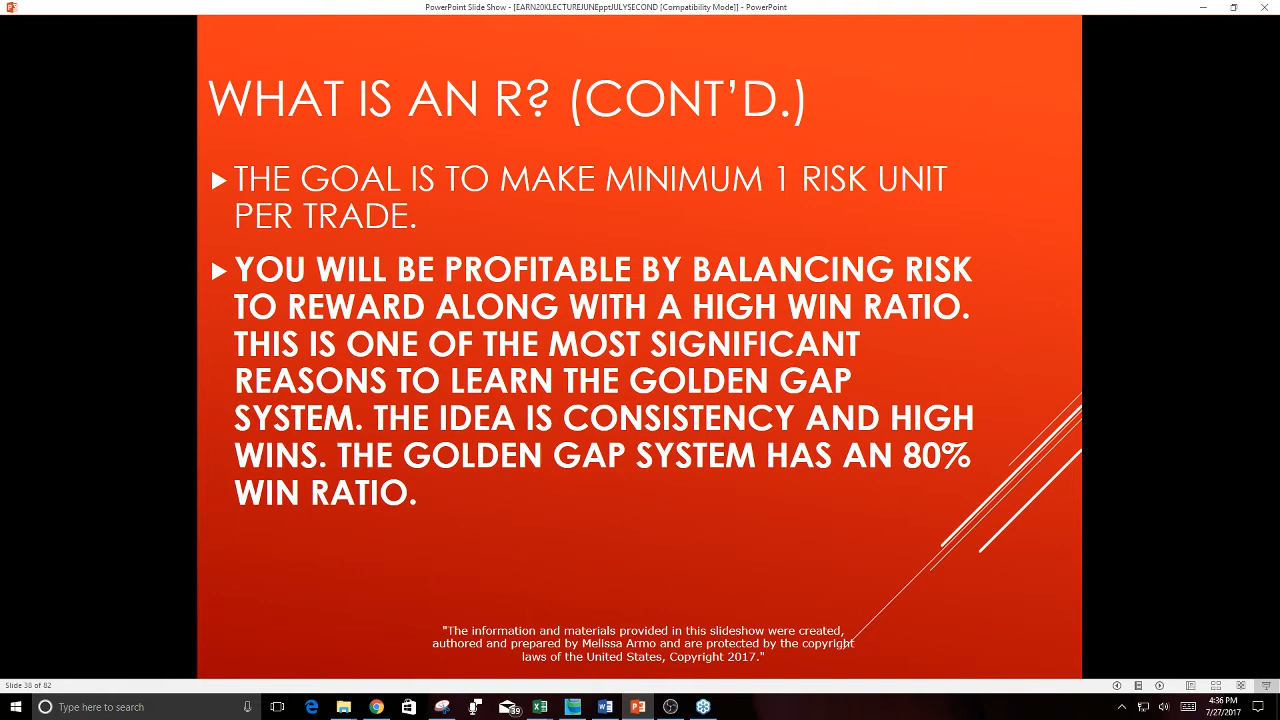 PowerPoint Slide Show - [EARN20KLECTUREJUNEpptJULYSECOND [Compatibility Mode]] - PowerPoint
WHAT IS AN R? (CONT'D.)
THE GOAL IS TO MAKE MINIMUM 1 RISK UNIT
PER TRADE.
YOU WILL BE PROFITABLE BY BALANCING RISK
TO REWARD ALONG WITH A HIGH WIN RATIO.
THIS IS ONE OF THE MOST SIGNIFICANT
REASONS TO LEARN THE GOLDEN GAP
SYSTEM. THE IDEA IS CONSISTENCY AND HIGH
WINS. THE GOLDEN GAP SYSTEM HAS AN 80%
WIN RATIO.
"The information and materials provided in this slideshow were created,
authored and prepared by Melissa Armo and are protected by the copyright
laws of the United States, Copyright 2017."
Slide 38 of 82
Type here to search
4:36 PM
7/27/2017